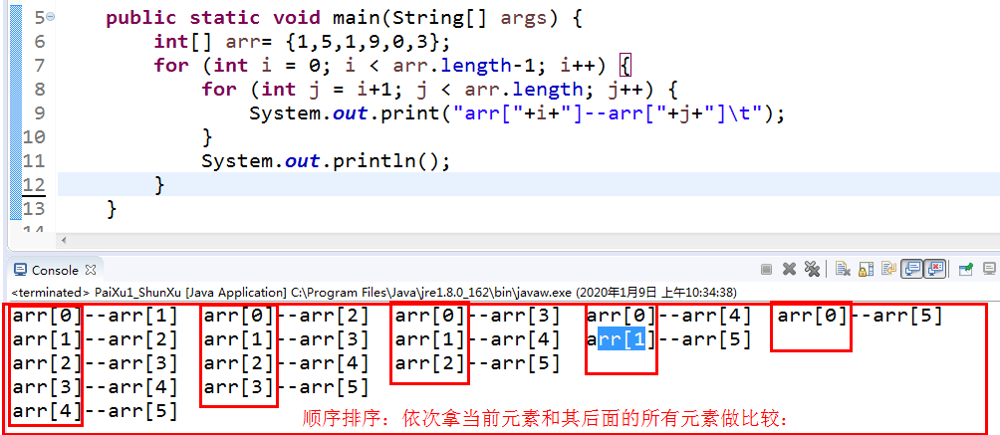 5 public static void main(String[] args) {
6 int[] arr= {1,5,1,9,0,3};
7 for (int i = 0; i < arr.length-1; i++) {
8 for (int j = i+1; j < arr.length; j++) {
9 System.out.print("arr["+i+"]--arr["+j+"]\t");
10 }
11 System.out.println();
12 }
13 }
14
Console
<terminated> PaiXu1_ShunXu [Java Application] C:\Program Files\Java\jre1.8.0_162\bin\javaw.exe (2020年1月9日 上午10:34:38)
arr[0]--arr[1] arr[0]--arr[2] arr[0]--arr[3] arr[0]--arr[4] arr[0]--arr[5]
arr[1]--arr[2] arr[1]--arr[3] arr[1]--arr[4] arr[1]--arr[5]
arr[2]--arr[3] arr[2]--arr[4] arr[2]--arr[5]
arr[3]--arr[4] arr[3]--arr[5]
arr[4]--arr[5]
顺序排序：依次拿当前元素和其后面的所有元素做比较：